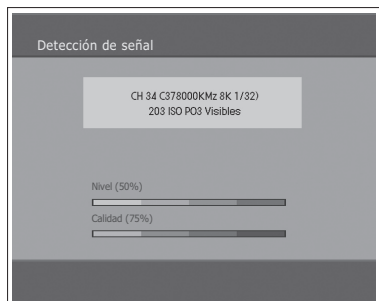 Detección de señal
CH 34 C378000KMz 8K 1/32)
203 ISO PO3 Visibles
Nivel (50%)
Calidad (75%)